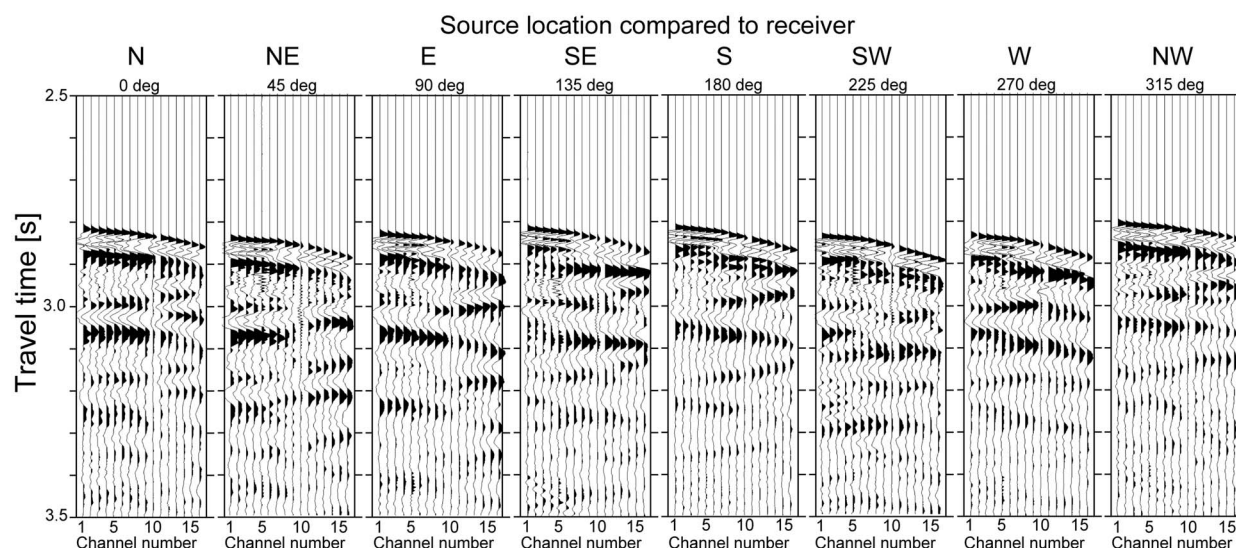 Source location compared to receiver
N NE E SE S SW W NW
0 deg 45 deg 90 deg 135 deg 180 deg 225 deg 270 deg 315 deg
Travel time [s]
2.5
3.0
3.5
1 5 10 15 1 5 10 15 1 5 10 15 1 5 10 15 1 5 10 15 1 5 10 15 1 5 10 15 1 5 10 15
Channel number Channel number Channel number Channel number Channel number Channel number Channel number Channel number